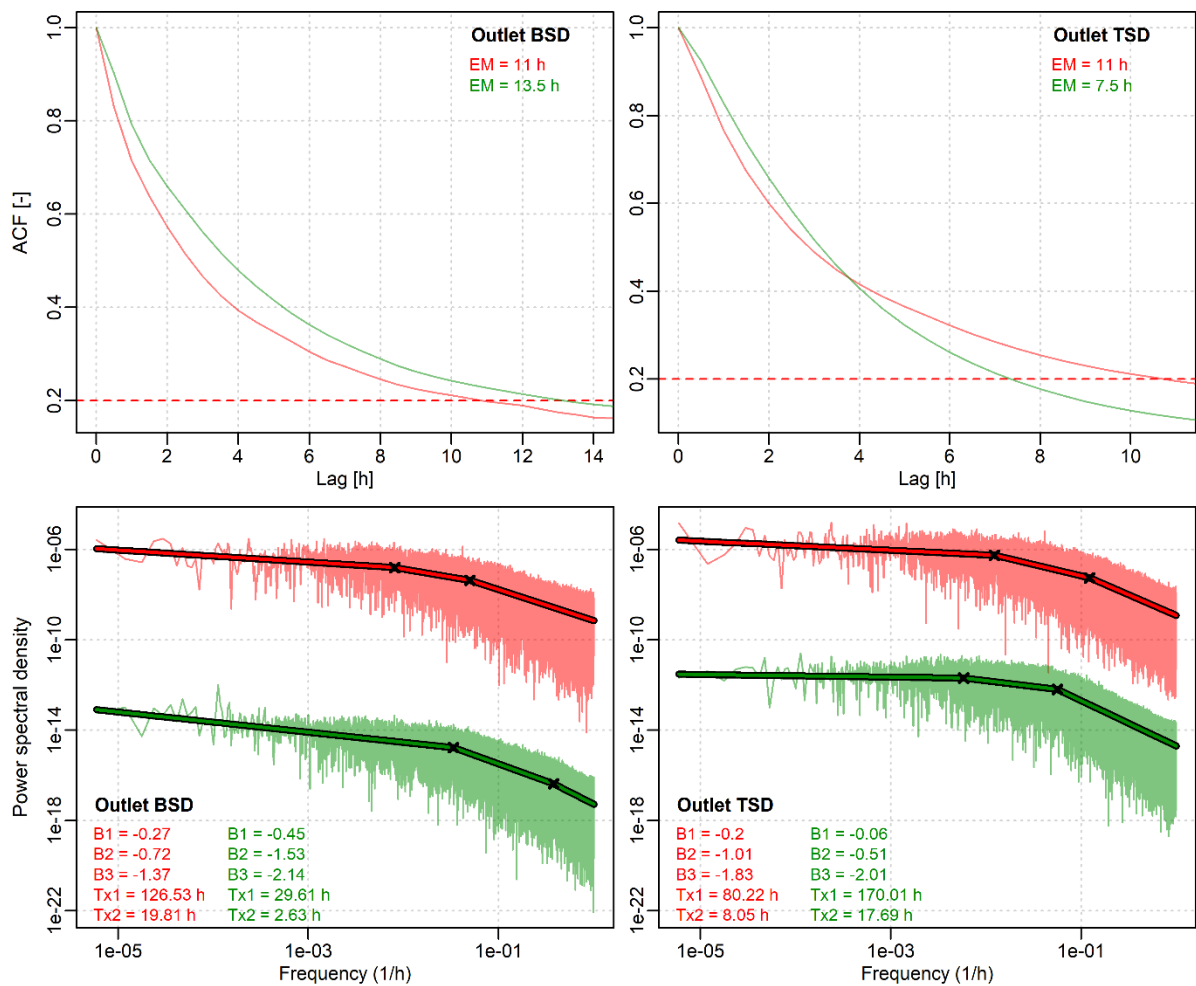 Outlet BSD
EM = 11 h
EM = 13.5 h
ACF [-]
1.0
0.8
0.6
0.4
0.2
0 2 4 6 8 10 12 14
Lag [h]
Outlet TSD
EM = 11 h
EM = 7.5 h
1.0
0.8
0.6
0.4
0.2
0 2 4 6 8 10
Lag [h]
Power spectral density
1e-06
1e-10
1e-14
1e-18
1e-22
Outlet BSD
B1 = -0.27 B1 = -0.45
B2 = -0.72 B2 = -1.53
B3 = -1.37 B3 = -2.14
Tx1 = 126.53 h Tx1 = 29.61 h
Tx2 = 19.81 h Tx2 = 2.63 h
1e-05 1e-03 1e-01
Frequency (1/h)
1e-06
1e-10
1e-14
1e-18
1e-22
Outlet TSD
B1 = -0.2 B1 = -0.06
B2 = -1.01 B2 = -0.51
B3 = -1.83 B3 = -2.01
Tx1 = 80.22 h Tx1 = 170.01 h
Tx2 = 8.05 h Tx2 = 17.69 h
1e-05 1e-03 1e-01
Frequency (1/h)